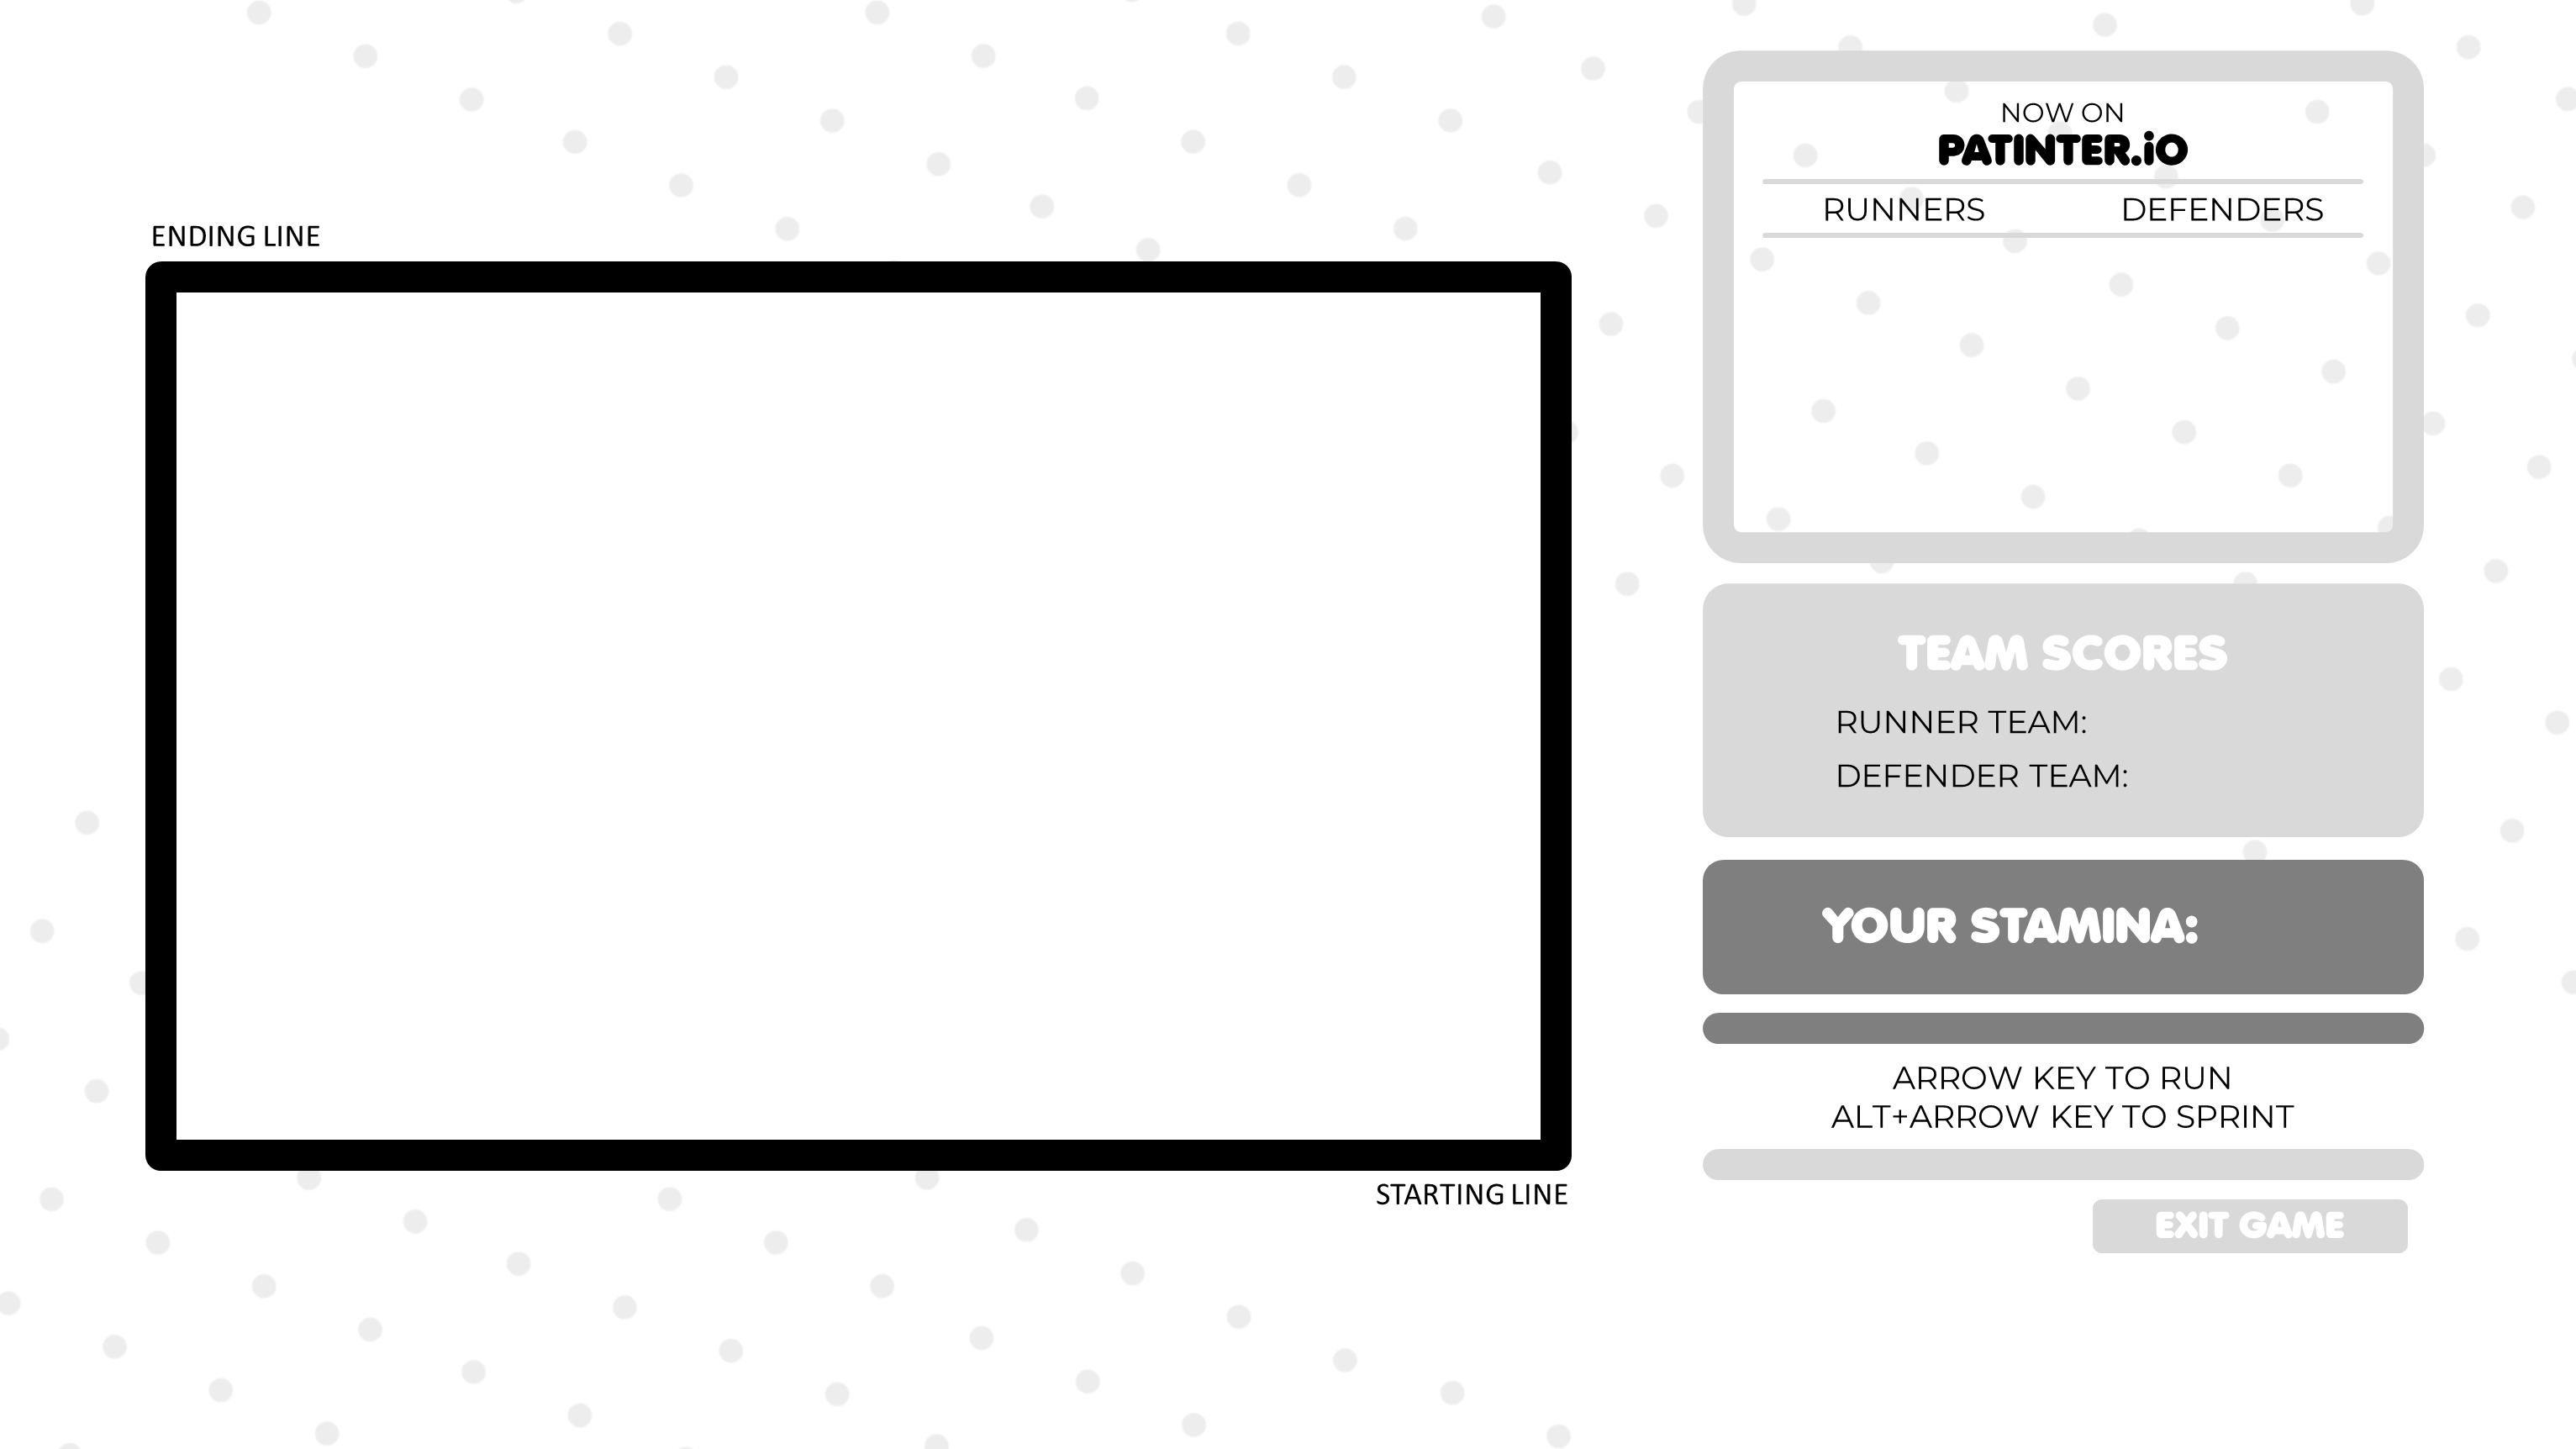 ENDING LINE
STARTING LINE
NOW ON
PATINTER.iO
RUNNERS DEFENDERS
TEAM SCORES
RUNNER TEAM:
DEFENDER TEAM:
YOUR STAMINA:
ARROW KEY TO RUN
ALT+ARROW KEY TO SPRINT
EXIT GAME